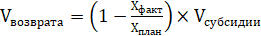 Vвозврата = (1 − Xфакт/Xплан) × Vсубсидии